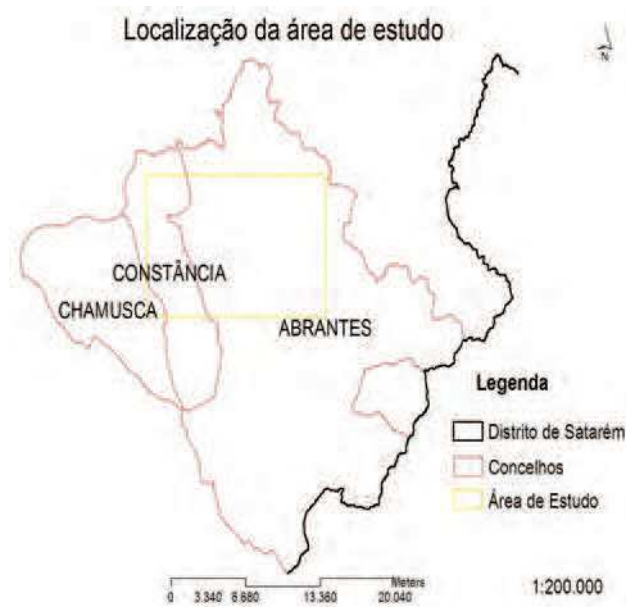 Localização da área de estudo
N
CONSTÂNCIA
CHAMUSCA
ABRANTES
Legenda
Distrito de Satarém
Concelhos
Área de Estudo
Meters
0 3.340 6.680 13.360 20.040
1:200.000